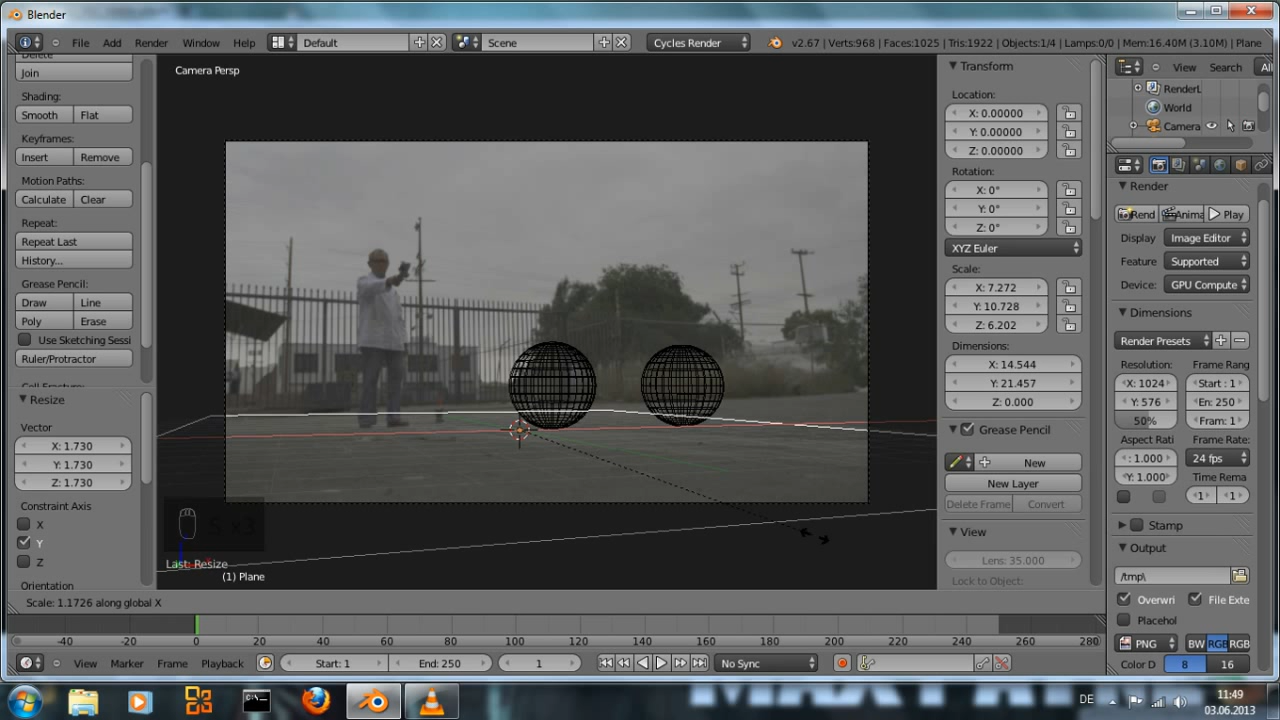 Blender
File Add Render Window Help Default Scene Cycles Render v2.67 | Verts:968 | Faces:1025 | Tris:1922 | Objects:1/4 | Lamps:0/0 | Mem:16.40M (3.10M) | Plane
Join
Shading:
Smooth Flat
Keyframes:
Insert Remove
Motion Paths:
Calculate Clear
Repeat:
Repeat Last
History...
Grease Pencil:
Draw Line
Poly Erase
Use Sketching Sessi
Ruler/Protractor
Resize
Vector
X: 1.730
Y: 1.730
Z: 1.730
Constraint Axis
X
Y
Z
Orientation
Camera Persp
S x3
Last: Resize
(1) Plane
Scale: 1.1726 along global X
Transform
Location:
X: 0.00000
Y: 0.00000
Z: 0.00000
Rotation:
X: 0°
Y: 0°
Z: 0°
XYZ Euler
Scale:
X: 7.272
Y: 10.728
Z: 6.202
Dimensions:
X: 14.544
Y: 21.457
Z: 0.000
Grease Pencil
New
New Layer
Delete Frame Convert
View
Lens: 35.000
Lock to Object:
View Search All
RenderL
World
Camera
Render
Rend Anima Play
Display Image Editor
Feature Supported
Device: GPU Compute
Dimensions
Render Presets
Resolution: Frame Rang
X: 1024 Start : 1
Y: 576 En: 250
50% Fram: 1
Aspect Rati Frame Rate:
: 1.000 24 fps
Y: 1.000 Time Rema
1 1
Stamp
Output
/tmp\
Overwri File Exte
Placehol
PNG BW RGB RGB
Color D 8 16
-40 -20 0 20 40 60 80 100 120 140 160 180 200 220 240 260 280
View Marker Frame Playback Start: 1 End: 250 1 No Sync
DE 11:49
03.06.2013